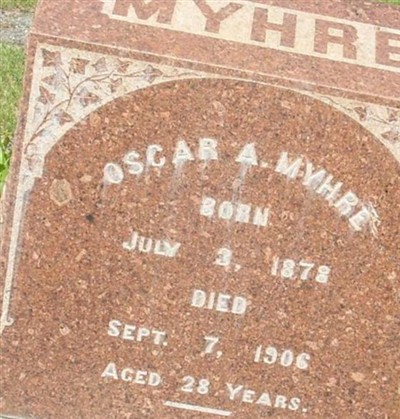 MYHRE
OSCAR A. MYHRE
BORN
JULY 3, 1878
DIED
SEPT. 7, 1906
AGED 28 YEARS.